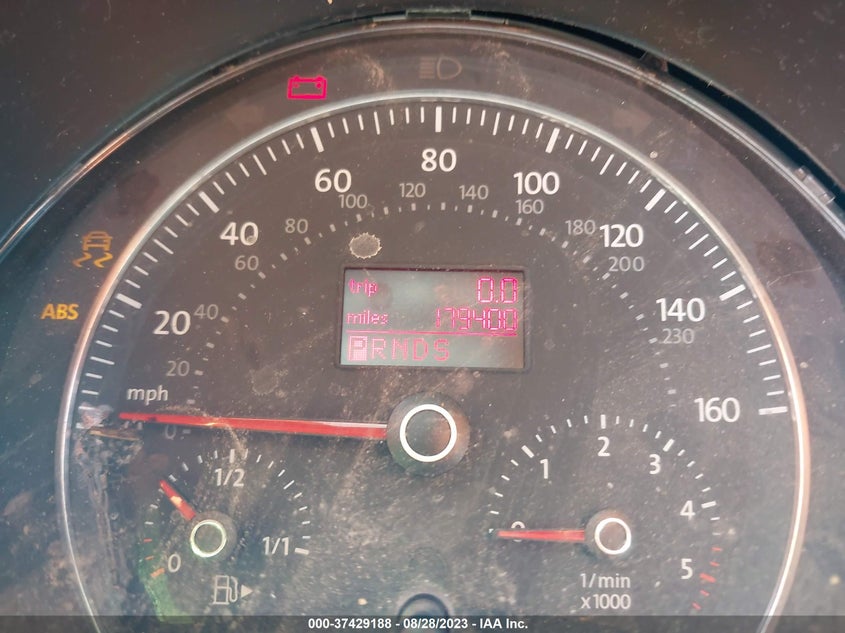 80
60 100
100 120 140 160
40 80 180 120
60 200
trip 0.0
ABS 40 miles 179400 140
20 230
PRNDS
20
mph 160
0
1/2 1 2 3
4
0 1/1 0 5
1/min
x1000
000-37429188 - 08/28/2023 - IAA Inc.